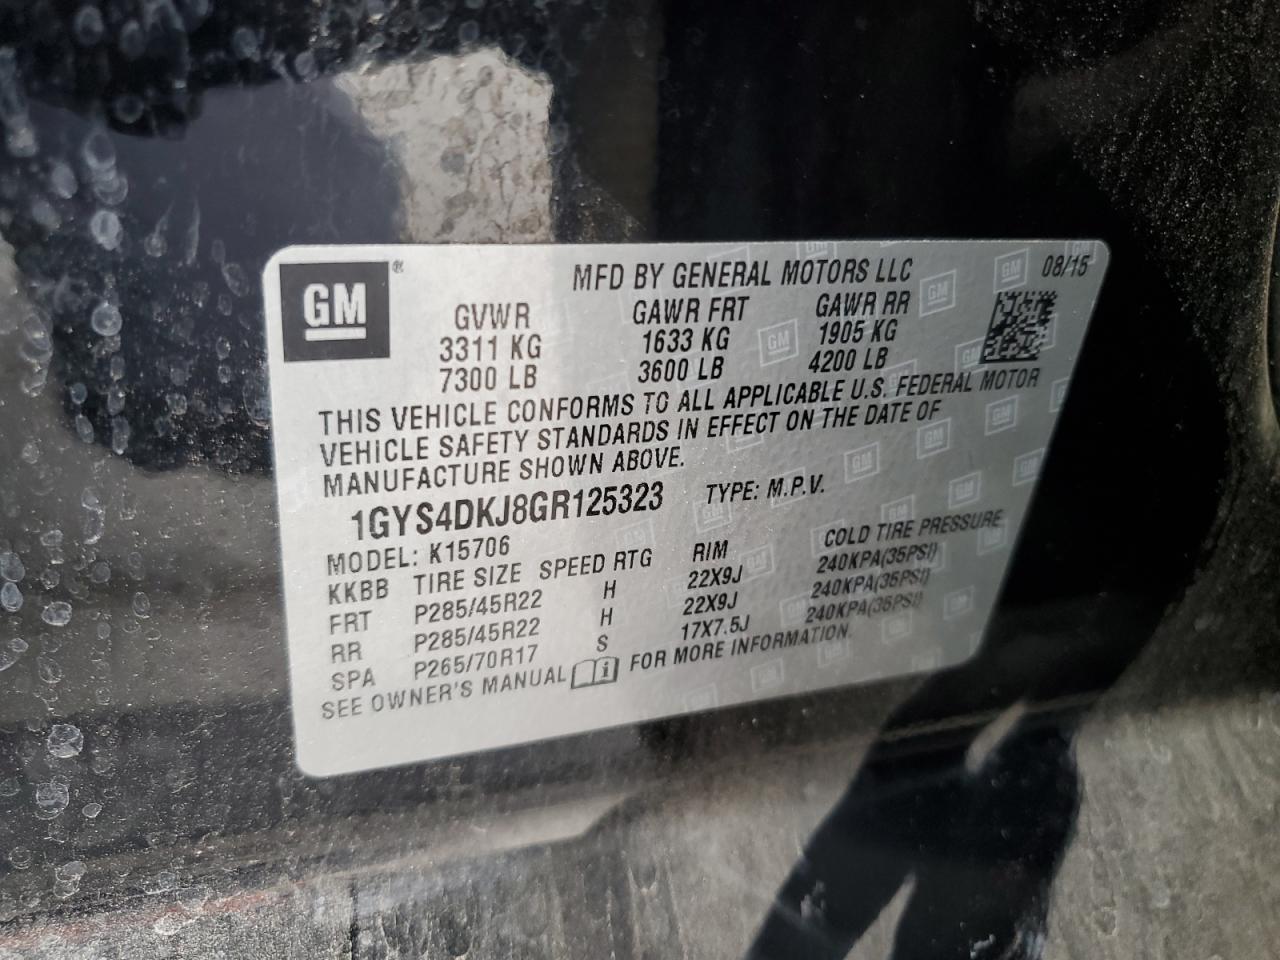 GM ®
MFD BY GENERAL MOTORS LLC 08/15
GVWR GAWR FRT GAWR RR
3311 KG 1633 KG 1905 KG
7300 LB 3600 LB 4200 LB
THIS VEHICLE CONFORMS TO ALL APPLICABLE U.S. FEDERAL MOTOR
VEHICLE SAFETY STANDARDS IN EFFECT ON THE DATE OF
MANUFACTURE SHOWN ABOVE.
1GYS4DKJ8GR125323 TYPE: M.P.V.
MODEL: K15706
KKBB TIRE SIZE SPEED RTG RIM COLD TIRE PRESSURE
FRT P285/45R22 H 22X9J 240KPA(35PSI)
RR P285/45R22 H 22X9J 240KPA(35PSI)
SPA P265/70R17 S 17X7.5J 240KPA(35PSI)
SEE OWNER'S MANUAL i FOR MORE INFORMATION.